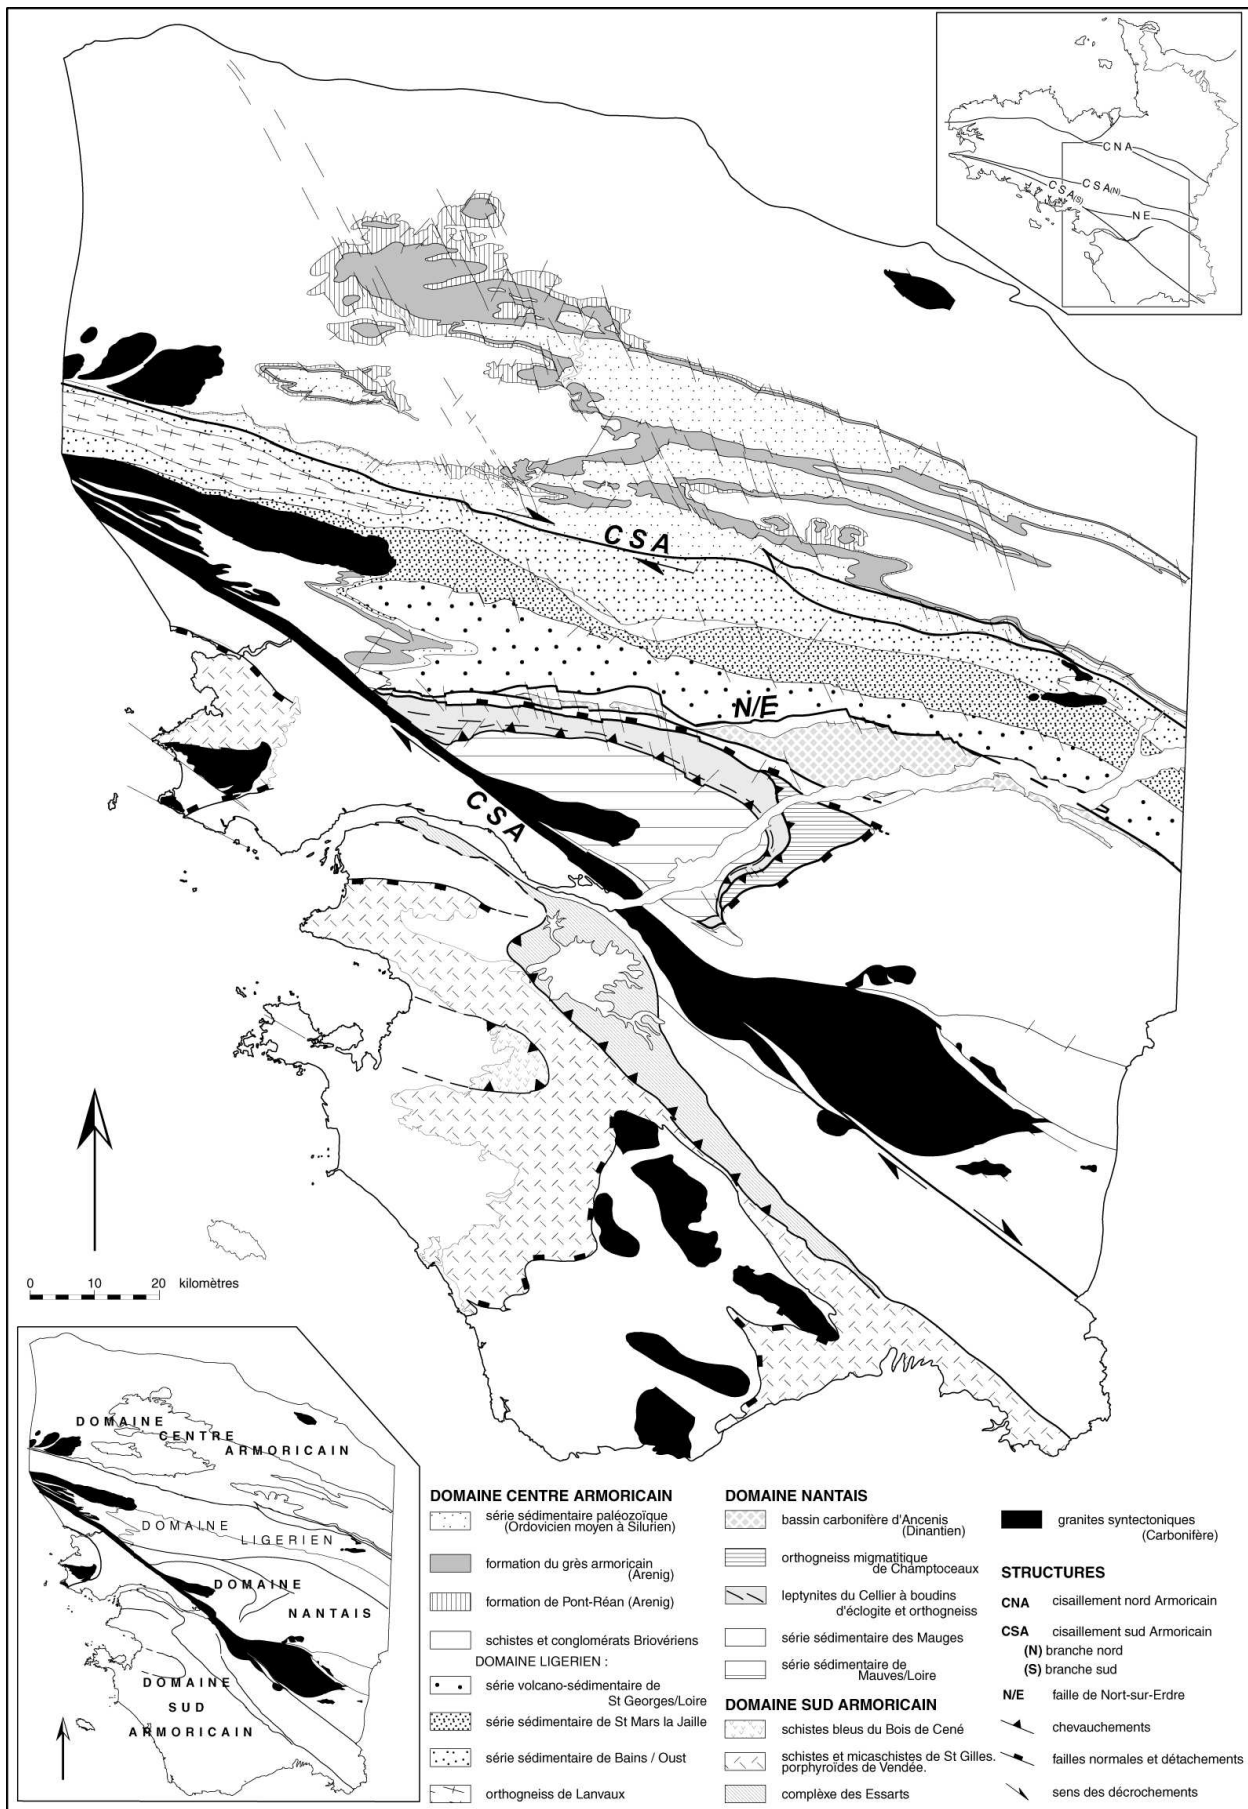 CNA
CSA(N)
CSA(S)
NE
CSA
N/E
CSA
0 10 20 kilomètres
DOMAINE
CENTRE
ARMORICAIN
DOMAINE
LIGERIEN
DOMAINE
NANTAIS
DOMAINE
SUD
ARMORICAIN
DOMAINE CENTRE ARMORICAIN
série sédimentaire paléozoïque
(Ordovicien moyen à Silurien)
formation du grès armoricain
(Arenig)
formation de Pont-Réan (Arenig)
schistes et conglomérats Briovériens
DOMAINE LIGERIEN :
série volcano-sédimentaire de
St Georges/Loire
série sédimentaire de St Mars la Jaille
série sédimentaire de Bains / Oust
orthogneiss de Lanvaux
DOMAINE NANTAIS
bassin carbonifère d'Ancenis
(Dinantien)
orthogneiss migmatitique
de Champtoceaux
leptynites du Cellier à boudins
d'éclogite et orthogneiss
série sédimentaire des Mauges
série sédimentaire de
Mauves/Loire
DOMAINE SUD ARMORICAIN
schistes bleus du Bois de Cené
schistes et micaschistes de St Gilles.
porphyroïdes de Vendée.
complèxe des Essarts
granites syntectoniques
(Carbonifère)
STRUCTURES
CNA cisaillement nord Armoricain
CSA cisaillement sud Armoricain
(N) branche nord
(S) branche sud
N/E faille de Nort-sur-Erdre
chevauchements
failles normales et détachements
sens des décrochements